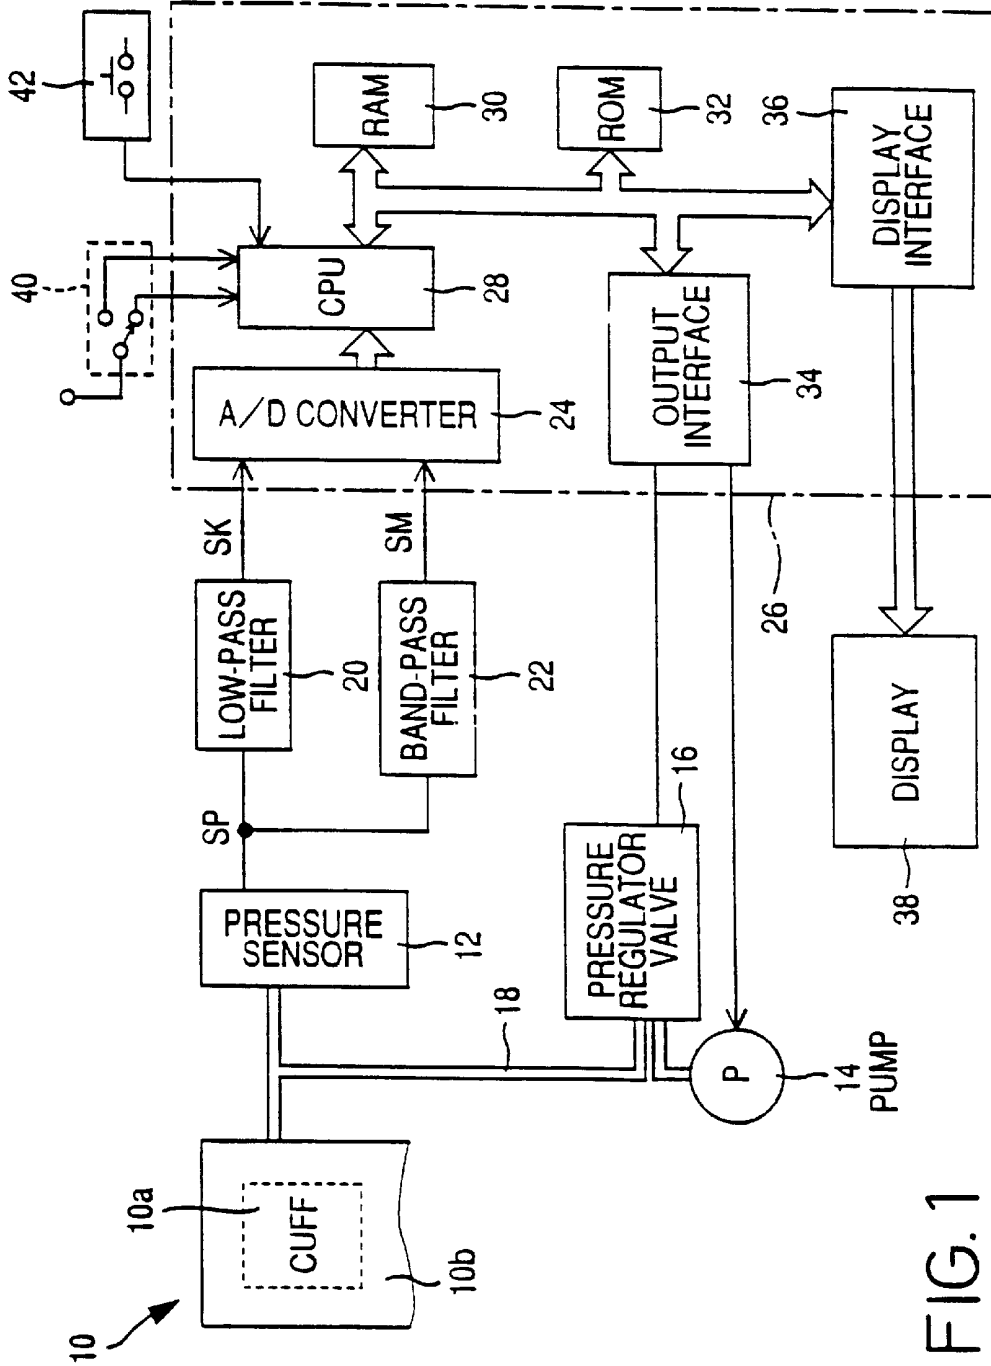 10
10a
CUFF
10b
PRESSURE
SENSOR
12
18
SP
LOW-PASS
FILTER
20
SK
BAND-PASS
FILTER
22
SM
A/D CONVERTER
24
40
42
CPU
28
RAM
30
ROM
32
OUTPUT
INTERFACE
34
DISPLAY
INTERFACE
36
26
PRESSURE
REGULATOR
VALVE
16
P
14
PUMP
DISPLAY
38
FIG. 1